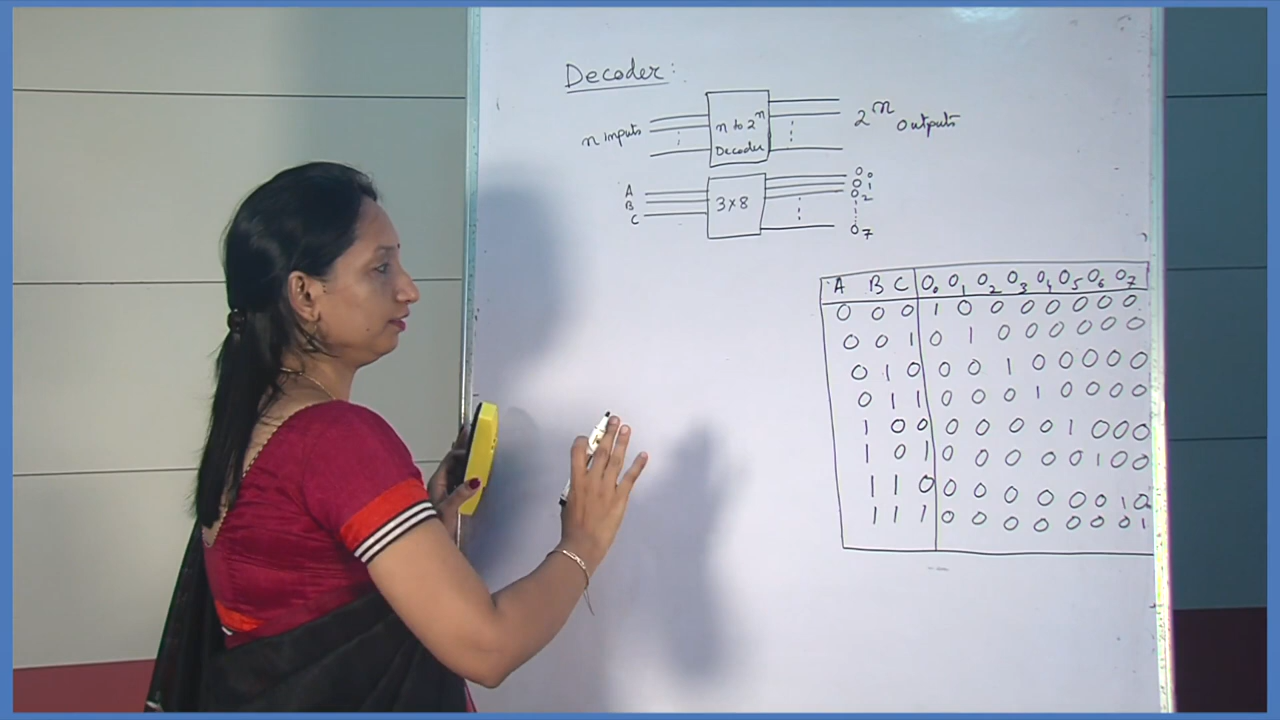 Decoder:
n Inputs
n to 2^n
Decoder
2^n Outputs
A
B
C
3x8
O0
O1
O2
O7
A B C O0 O1 O2 O3 O4 O5 O6 O7
0 0 0 1 0 0 0 0 0 0 0
0 0 1 0 1 0 0 0 0 0 0
0 1 0 0 0 1 0 0 0 0 0
0 1 1 0 0 0 1 0 0 0 0
1 0 0 0 0 0 0 1 0 0 0
1 0 1 0 0 0 0 0 1 0 0
1 1 0 0 0 0 0 0 0 1 0
1 1 1 0 0 0 0 0 0 0 1